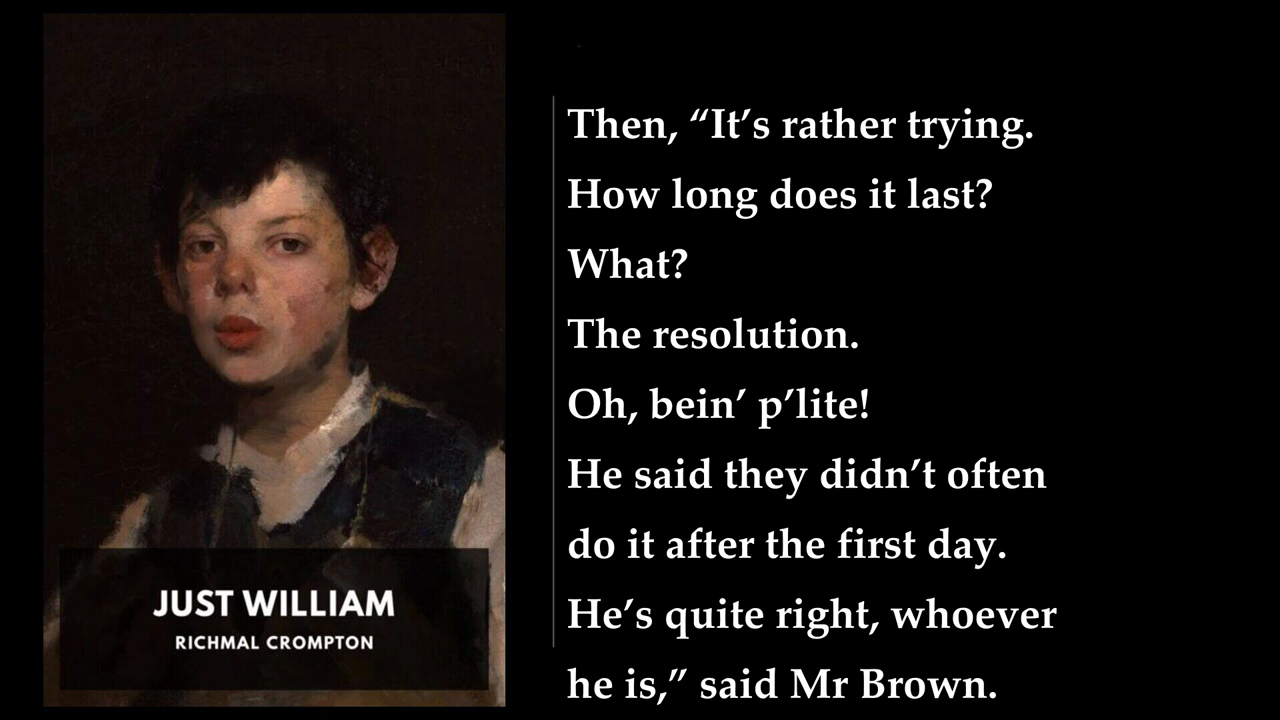 JUST WILLIAM
RICHMAL CROMPTON
Then, “It’s rather trying.
How long does it last?
What?
The resolution.
Oh, bein’ p’lite!
He said they didn’t often
do it after the first day.
He’s quite right, whoever
he is,” said Mr Brown.